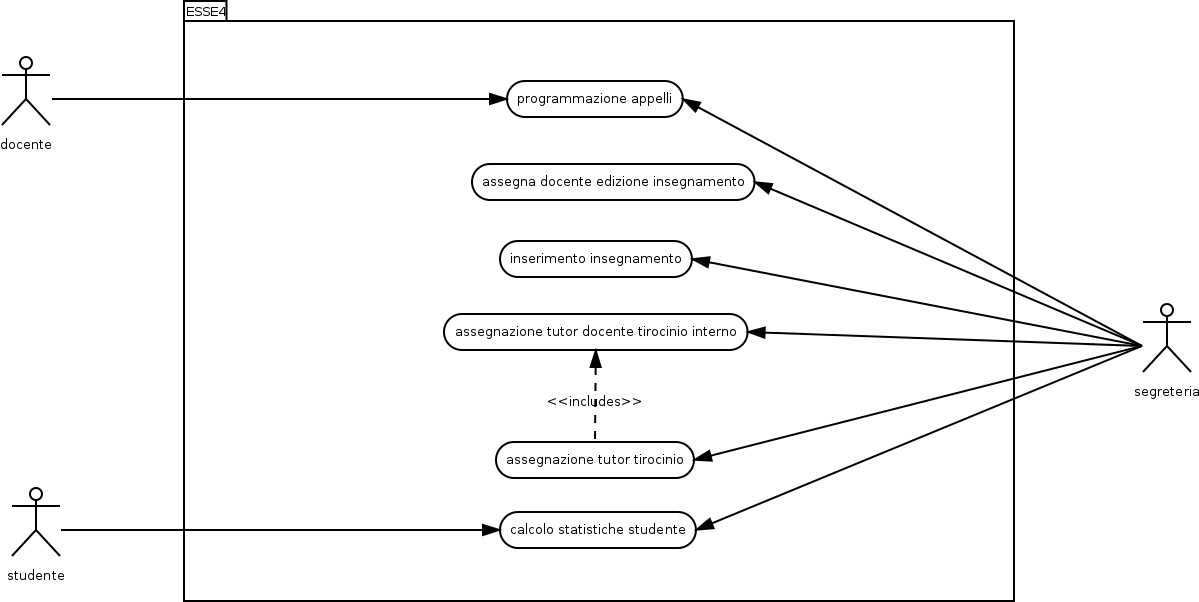 ESSE4
programmazione appelli
docente
assegna docente edizione insegnamento
inserimento insegnamento
assegnazione tutor docente tirocinio interno
segreteria
<<includes>>
assegnazione tutor tirocinio
calcolo statistiche studente
studente